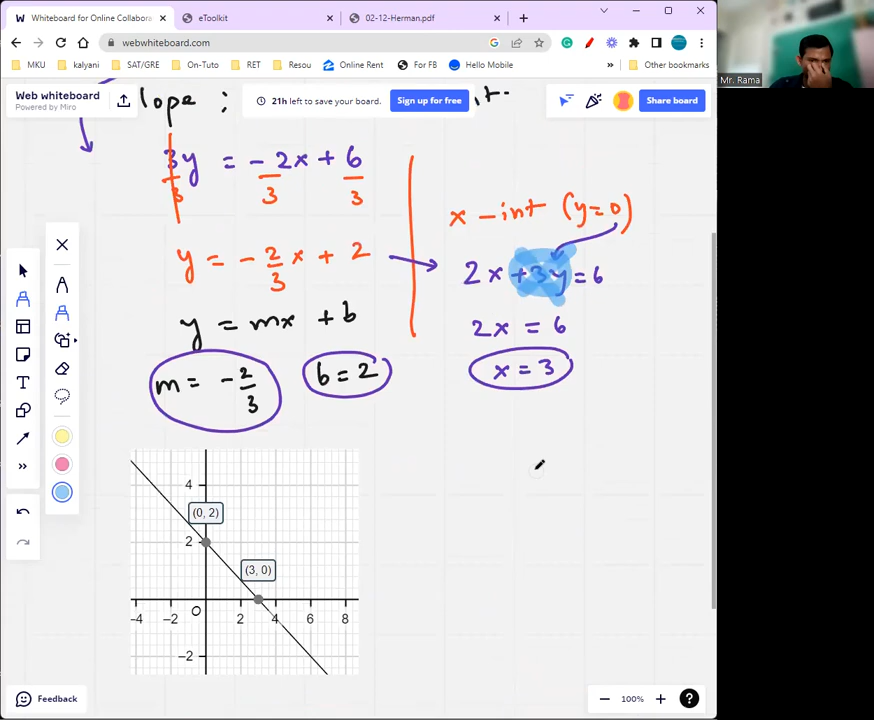 Whiteboard for Online Collabora
eToolkit
02-12-Herman.pdf
webwhiteboard.com
MKU
kalyani
SAT/GRE
On-Tuto
RET
Resou
Online Rent
For FB
Hello Mobile
Other bookmarks
Mr. Rama
Web whiteboard
Powered by Miro
lope :
21h left to save your board.
Sign up for free
Share board
3y = -2x + 6
3 3 3
x -int (y=0)
y = -2/3 x + 2
2x +3y = 6
y = mx + b
2x = 6
m = -2/3
b = 2
x = 3
4
(0, 2)
2
(3, 0)
-4 -2 O 2 4 6 8
-2
Feedback
100%